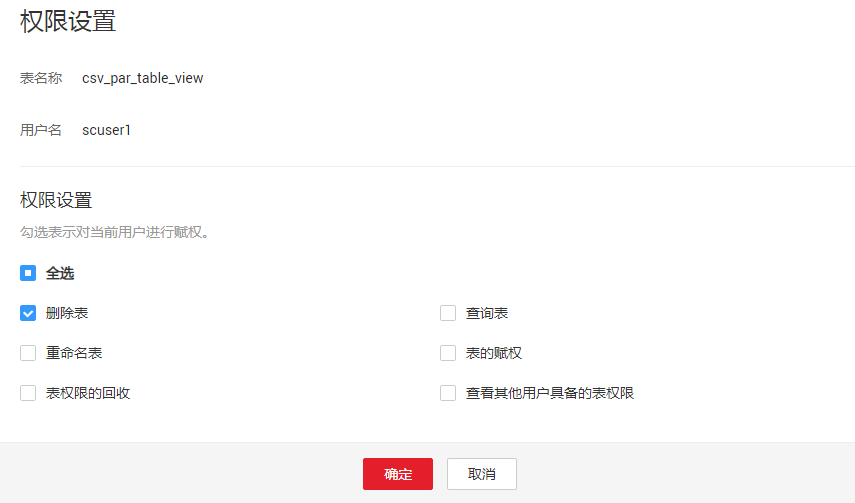 权限设置
表名称 csv_par_table_view
用户名 scuser1
权限设置
勾选表示对当前用户进行赋权。
全选
删除表 查询表
重命名表 表的赋权
表权限的回收 查看其他用户具备的表权限
确定 取消